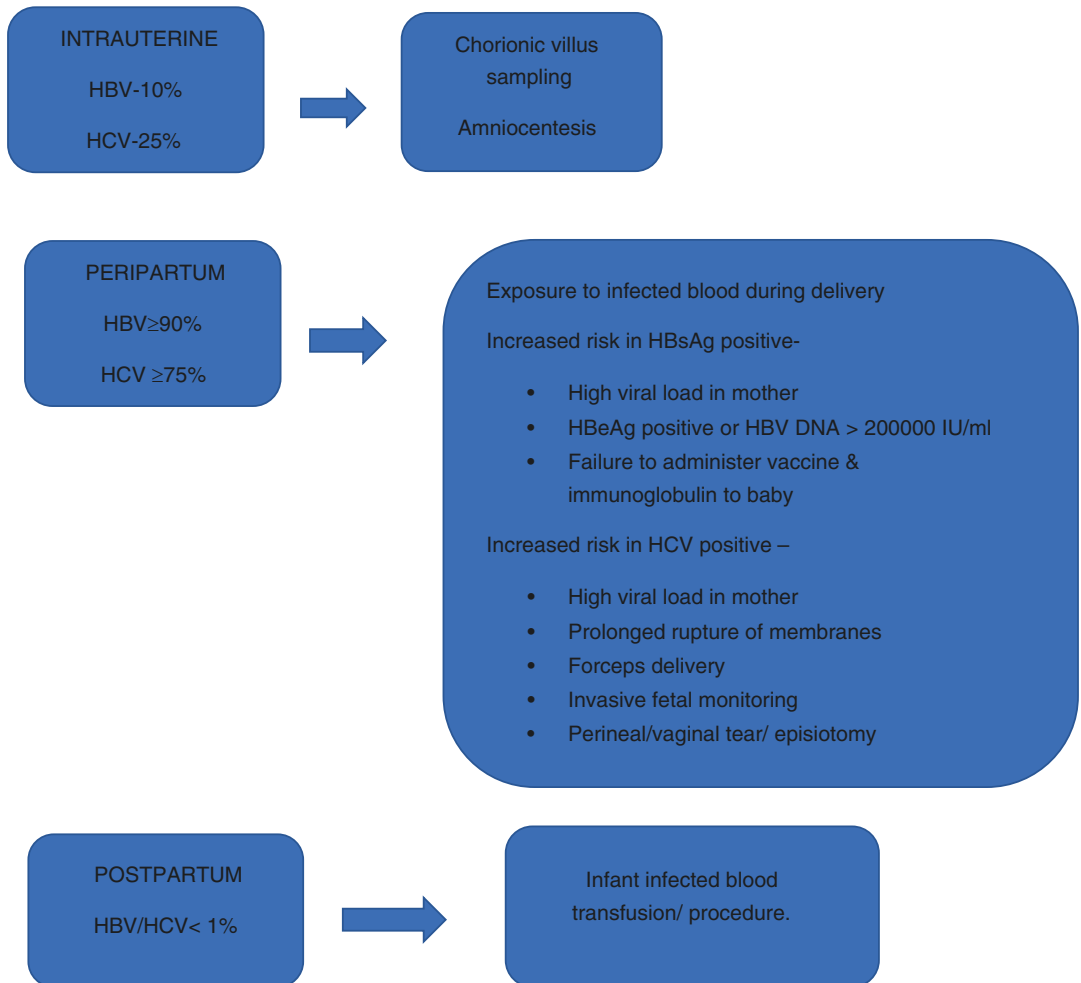 INTRAUTERINE
HBV-10%
HCV-25%
Chorionic villus
sampling
Amniocentesis
PERIPARTUM
HBV≥90%
HCV ≥75%
Exposure to infected blood during delivery
Increased risk in HBsAg positive-
• High viral load in mother
• HBeAg positive or HBV DNA > 200000 IU/ml
• Failure to administer vaccine &
immunoglobulin to baby
Increased risk in HCV positive –
• High viral load in mother
• Prolonged rupture of membranes
• Forceps delivery
• Invasive fetal monitoring
• Perineal/vaginal tear/ episiotomy
POSTPARTUM
HBV/HCV< 1%
Infant infected blood
transfusion/ procedure.